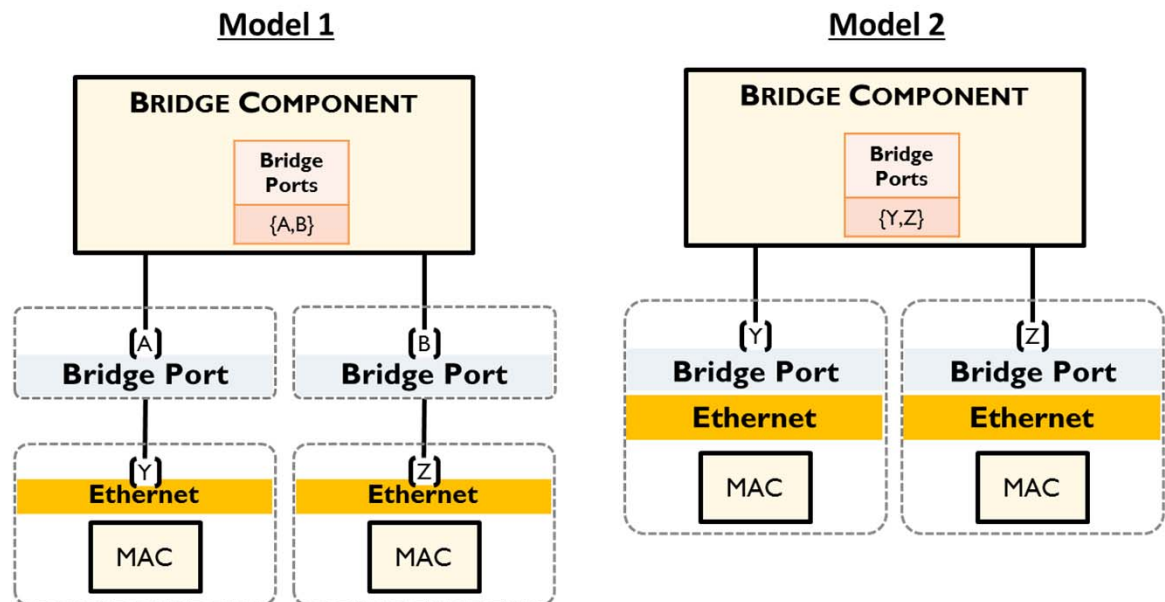 Model 1
BRIDGE COMPONENT
Bridge
Ports
{A,B}
(A)
Bridge Port
(B)
Bridge Port
(Y)
Ethernet
MAC
(Z)
Ethernet
MAC
Model 2
BRIDGE COMPONENT
Bridge
Ports
{Y,Z}
(Y)
Bridge Port
Ethernet
MAC
(Z)
Bridge Port
Ethernet
MAC